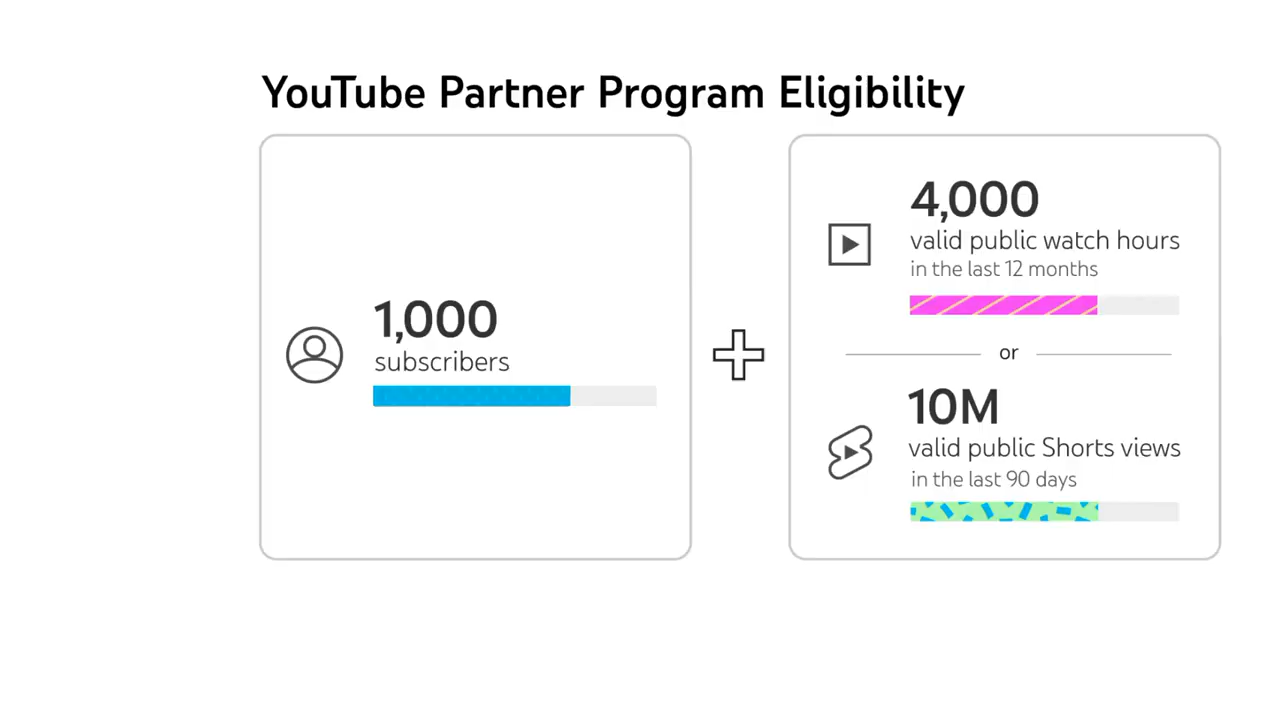 YouTube Partner Program Eligibility
1,000
subscribers
4,000
valid public watch hours
in the last 12 months
or
10M
valid public Shorts views
in the last 90 days